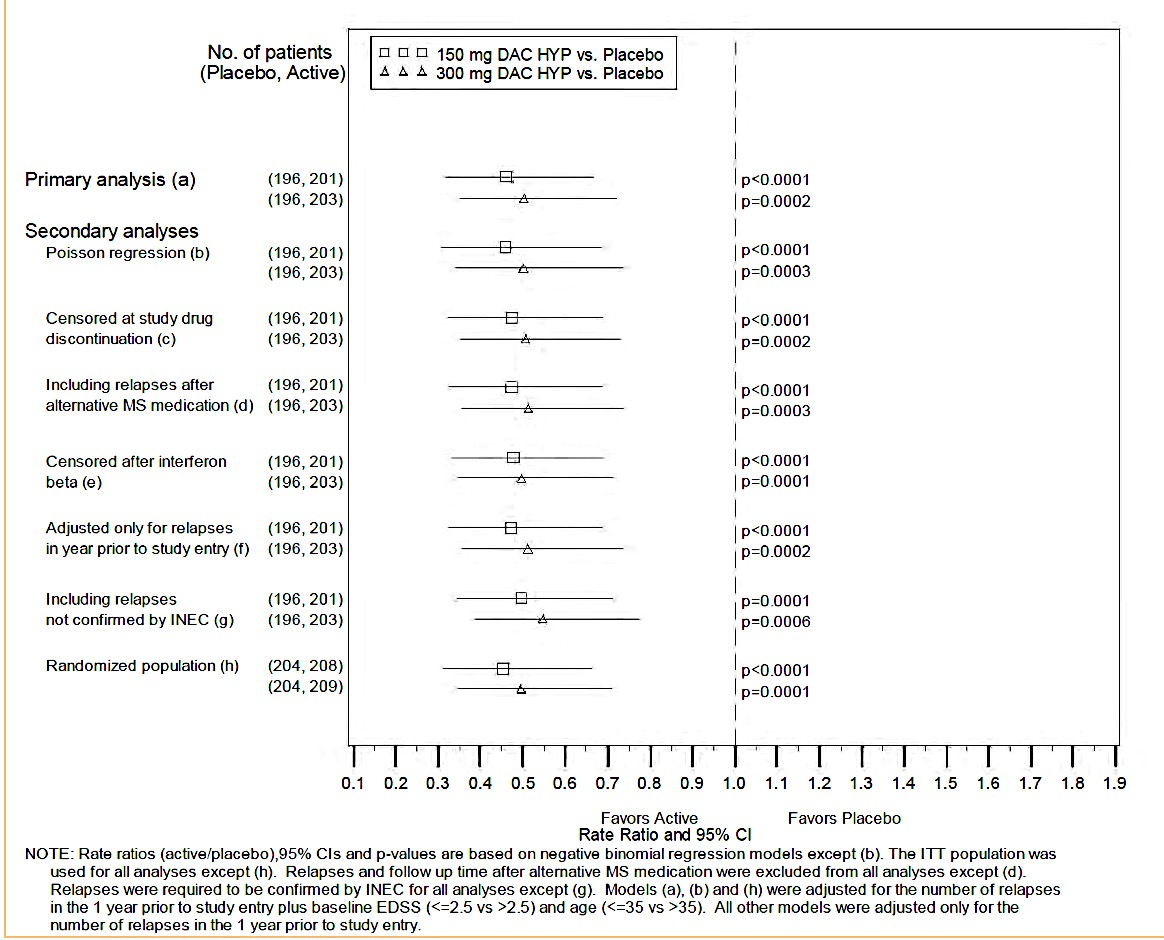 No. of patients
(Placebo, Active)
150 mg DAC HYP vs. Placebo
300 mg DAC HYP vs. Placebo
Primary analysis (a) (196, 201) p<0.0001
(196, 203) p=0.0002
Secondary analyses
Poisson regression (b) (196, 201) p<0.0001
(196, 203) p=0.0003
Censored at study drug (196, 201) p<0.0001
discontinuation (c) (196, 203) p=0.0002
Including relapses after (196, 201) p<0.0001
alternative MS medication (d) (196, 203) p=0.0003
Censored after interferon (196, 201) p<0.0001
beta (e) (196, 203) p=0.0001
Adjusted only for relapses (196, 201) p<0.0001
in year prior to study entry (f) (196, 203) p=0.0002
Including relapses (196, 201) p=0.0001
not confirmed by INEC (g) (196, 203) p=0.0006
Randomized population (h) (204, 208) p<0.0001
(204, 209) p=0.0001
0.1 0.2 0.3 0.4 0.5 0.6 0.7 0.8 0.9 1.0 1.1 1.2 1.3 1.4 1.5 1.6 1.7 1.8 1.9
Favors Active Favors Placebo
Rate Ratio and 95% CI
NOTE: Rate ratios (active/placebo),95% CIs and p-values are based on negative binomial regression models except (b). The ITT population was
used for all analyses except (h). Relapses and follow up time after alternative MS medication were excluded from all analyses except (d).
Relapses were required to be confirmed by INEC for all analyses except (g). Models (a), (b) and (h) were adjusted for the number of relapses
in the 1 year prior to study entry plus baseline EDSS (<=2.5 vs >2.5) and age (<=35 vs >35). All other models were adjusted only for the
number of relapses in the 1 year prior to study entry.